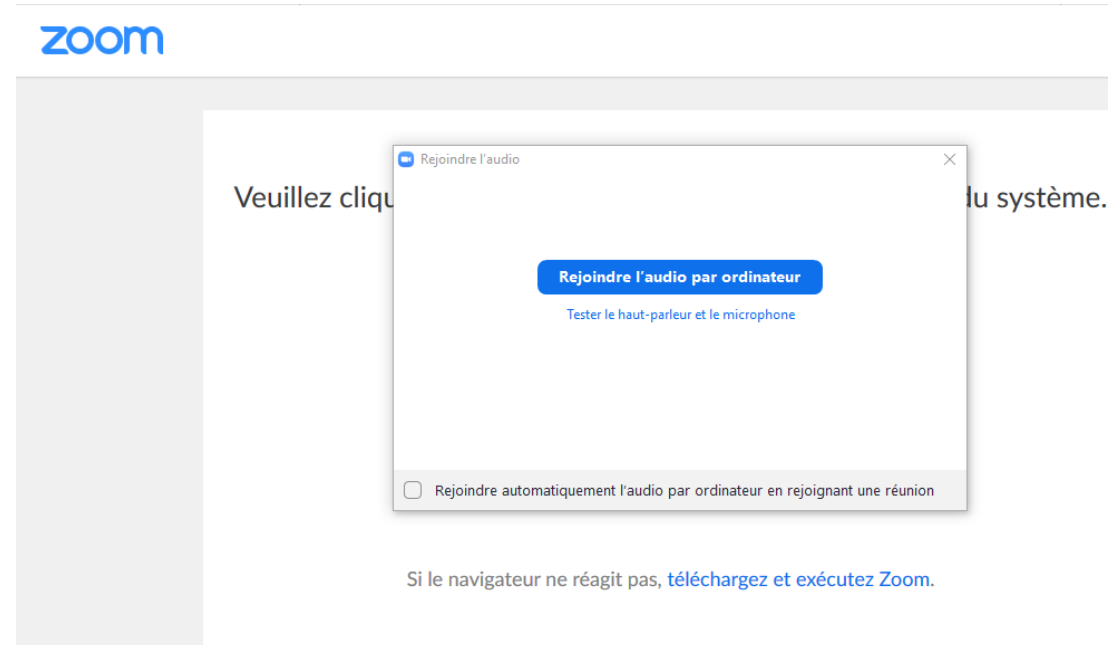 zoom
Rejoindre l'audio
Veuillez cliqu du système.
Rejoindre l'audio par ordinateur
Tester le haut-parleur et le microphone
Rejoindre automatiquement l'audio par ordinateur en rejoignant une réunion
Si le navigateur ne réagit pas, téléchargez et exécutez Zoom.